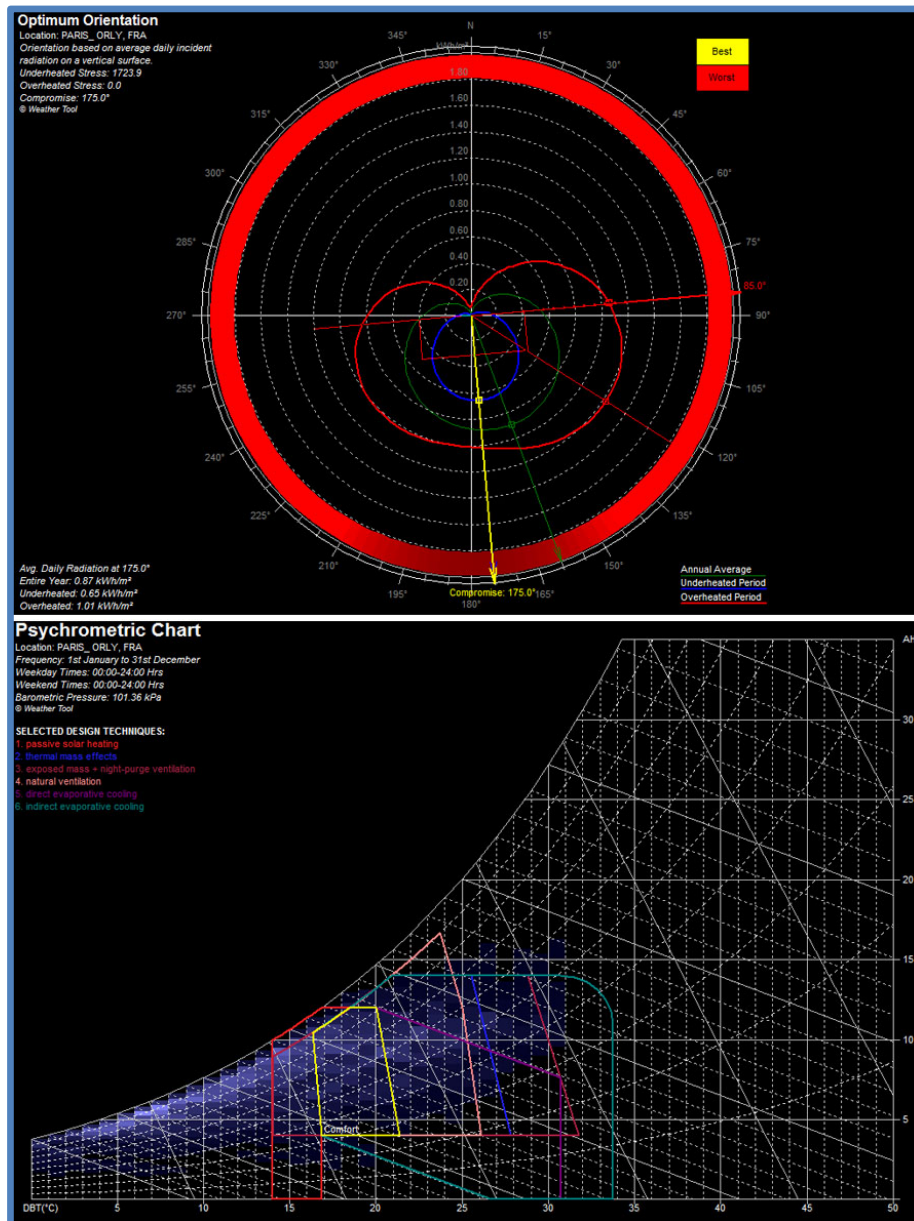 Optimum Orientation
Location: PARIS_ ORLY, FRA
Orientation based on average daily incident
radiation on a vertical surface.
Underheated Stress: 1723.9
Overheated Stress: 0.0
Compromise: 175.0°
© Weather Tool
N
15°
30°
45°
60°
75°
85.0°
90°
105°
120°
135°
150°
165°
180°
195°
210°
225°
240°
255°
270°
285°
300°
315°
330°
345°
kWh/m²
1.80
1.60
1.40
1.20
1.00
0.80
0.60
0.40
0.20
Best
Worst
Compromise: 175.0°
Avg. Daily Radiation at 175.0°
Entire Year: 0.87 kWh/m²
Underheated: 0.65 kWh/m²
Overheated: 1.01 kWh/m²
Annual Average
Underheated Period
Overheated Period
Psychrometric Chart
Location: PARIS_ ORLY, FRA
Frequency: 1st January to 31st December
Weekday Times: 00:00-24:00 Hrs
Weekend Times: 00:00-24:00 Hrs
Barometric Pressure: 101.36 kPa
© Weather Tool
SELECTED DESIGN TECHNIQUES:
1. passive solar heating
2. thermal mass effects
3. exposed mass + night-purge ventilation
4. natural ventilation
5. direct evaporative cooling
6. indirect evaporative cooling
AH
30
25
20
15
10
5
Comfort
DBT(°C)
5
10
15
20
25
30
35
40
45
50